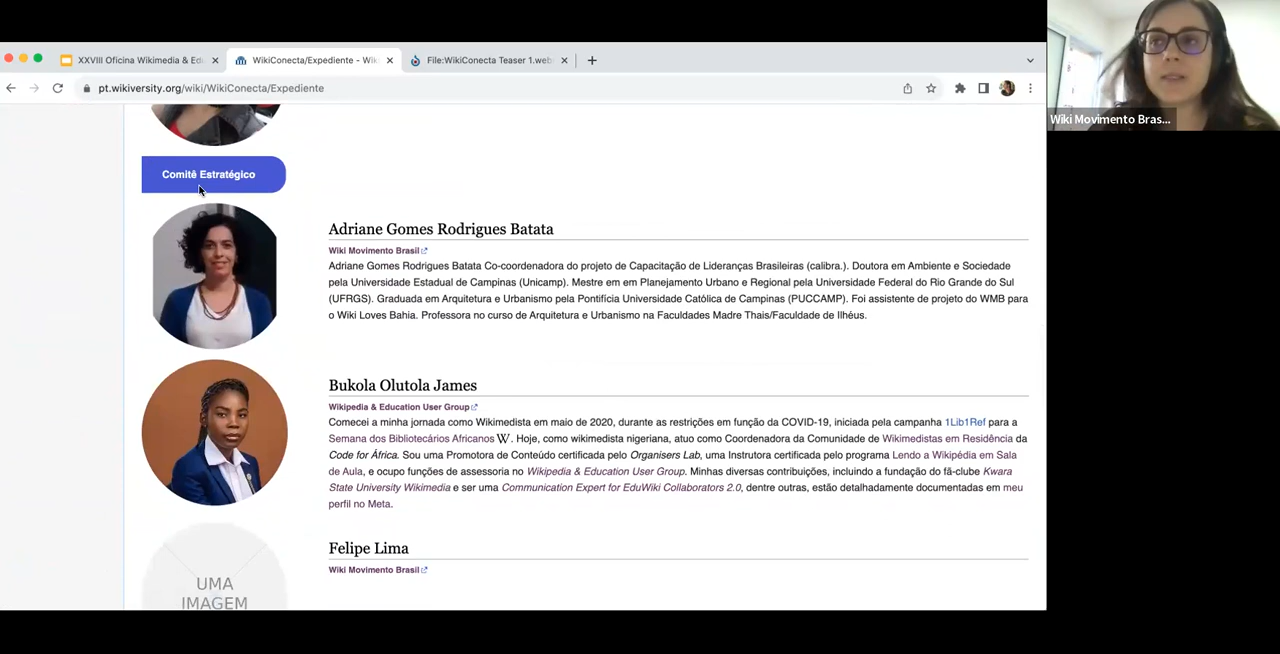 XXVIII Oficina Wikimedia & Ed
WikiConecta/Expediente - Wi
File:WikiConecta Teaser 1.web
pt.wikiversity.org/wiki/WikiConecta/Expediente
Wiki Movimento Bras...
Comitê Estratégico
Adriane Gomes Rodrigues Batata
Wiki Movimento Brasil
Adriane Gomes Rodrigues Batata Co-coordenadora do projeto de Capacitação de Lideranças Brasileiras (calibra.). Doutora em Ambiente e Sociedade
pela Universidade Estadual de Campinas (Unicamp). Mestre em em Planejamento Urbano e Regional pela Universidade Federal do Rio Grande do Sul
(UFRGS). Graduada em Arquitetura e Urbanismo pela Pontifícia Universidade Católica de Campinas (PUCCAMP). Foi assistente de projeto do WMB para
o Wiki Loves Bahia. Professora no curso de Arquitetura e Urbanismo na Faculdades Madre Thais/Faculdade de Ilhéus.
Bukola Olutola James
Wikipedia & Education User Group
Comecei a minha jornada como Wikimedista em maio de 2020, durante as restrições em função da COVID-19, iniciada pela campanha 1Lib1Ref para a
Semana dos Bibliotecários Africanos W. Hoje, como wikimedista nigeriana, atuo como Coordenadora da Comunidade de Wikimedistas em Residência da
Code for África. Sou uma Promotora de Conteúdo certificada pelo Organisers Lab, uma Instrutora certificada pelo programa Lendo a Wikipédia em Sala
de Aula, e ocupo funções de assessoria no Wikipedia & Education User Group. Minhas diversas contribuições, incluindo a fundação do fã-clube Kwara
State University Wikimedia e ser uma Communication Expert for EduWiki Collaborators 2.0, dentre outras, estão detalhadamente documentadas em meu
perfil no Meta.
Felipe Lima
Wiki Movimento Brasil
UMA
IMAGEM